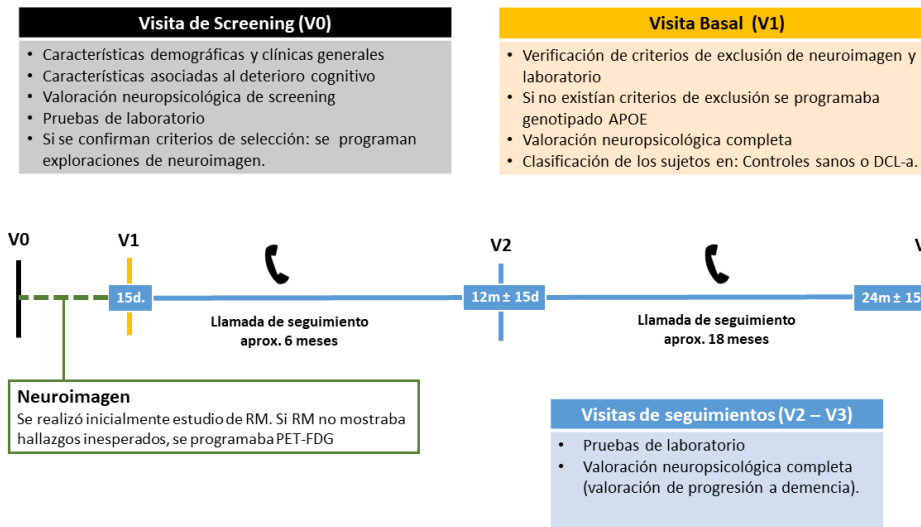 Visita de Screening (V0)
• Características demográficas y clínicas generales
• Características asociadas al deterioro cognitivo
• Valoración neuropsicológica de screening
• Pruebas de laboratorio
• Si se confirman criterios de selección: se programan
exploraciones de neuroimagen.
Visita Basal (V1)
• Verificación de criterios de exclusión de neuroimagen y
laboratorio
• Si no existían criterios de exclusión se programaba
genotipado APOE
• Valoración neuropsicológica completa
• Clasificación de los sujetos en: Controles sanos o DCL-a.
V0
V1
V2
V
15d.
12m ± 15d
24m ± 15
Llamada de seguimiento
aprox. 6 meses
Llamada de seguimiento
aprox. 18 meses
Neuroimagen
Se realizó inicialmente estudio de RM. Si RM no mostraba
hallazgos inesperados, se programaba PET-FDG
Visitas de seguimientos (V2 – V3)
• Pruebas de laboratorio
• Valoración neuropsicológica completa
(valoración de progresión a demencia).